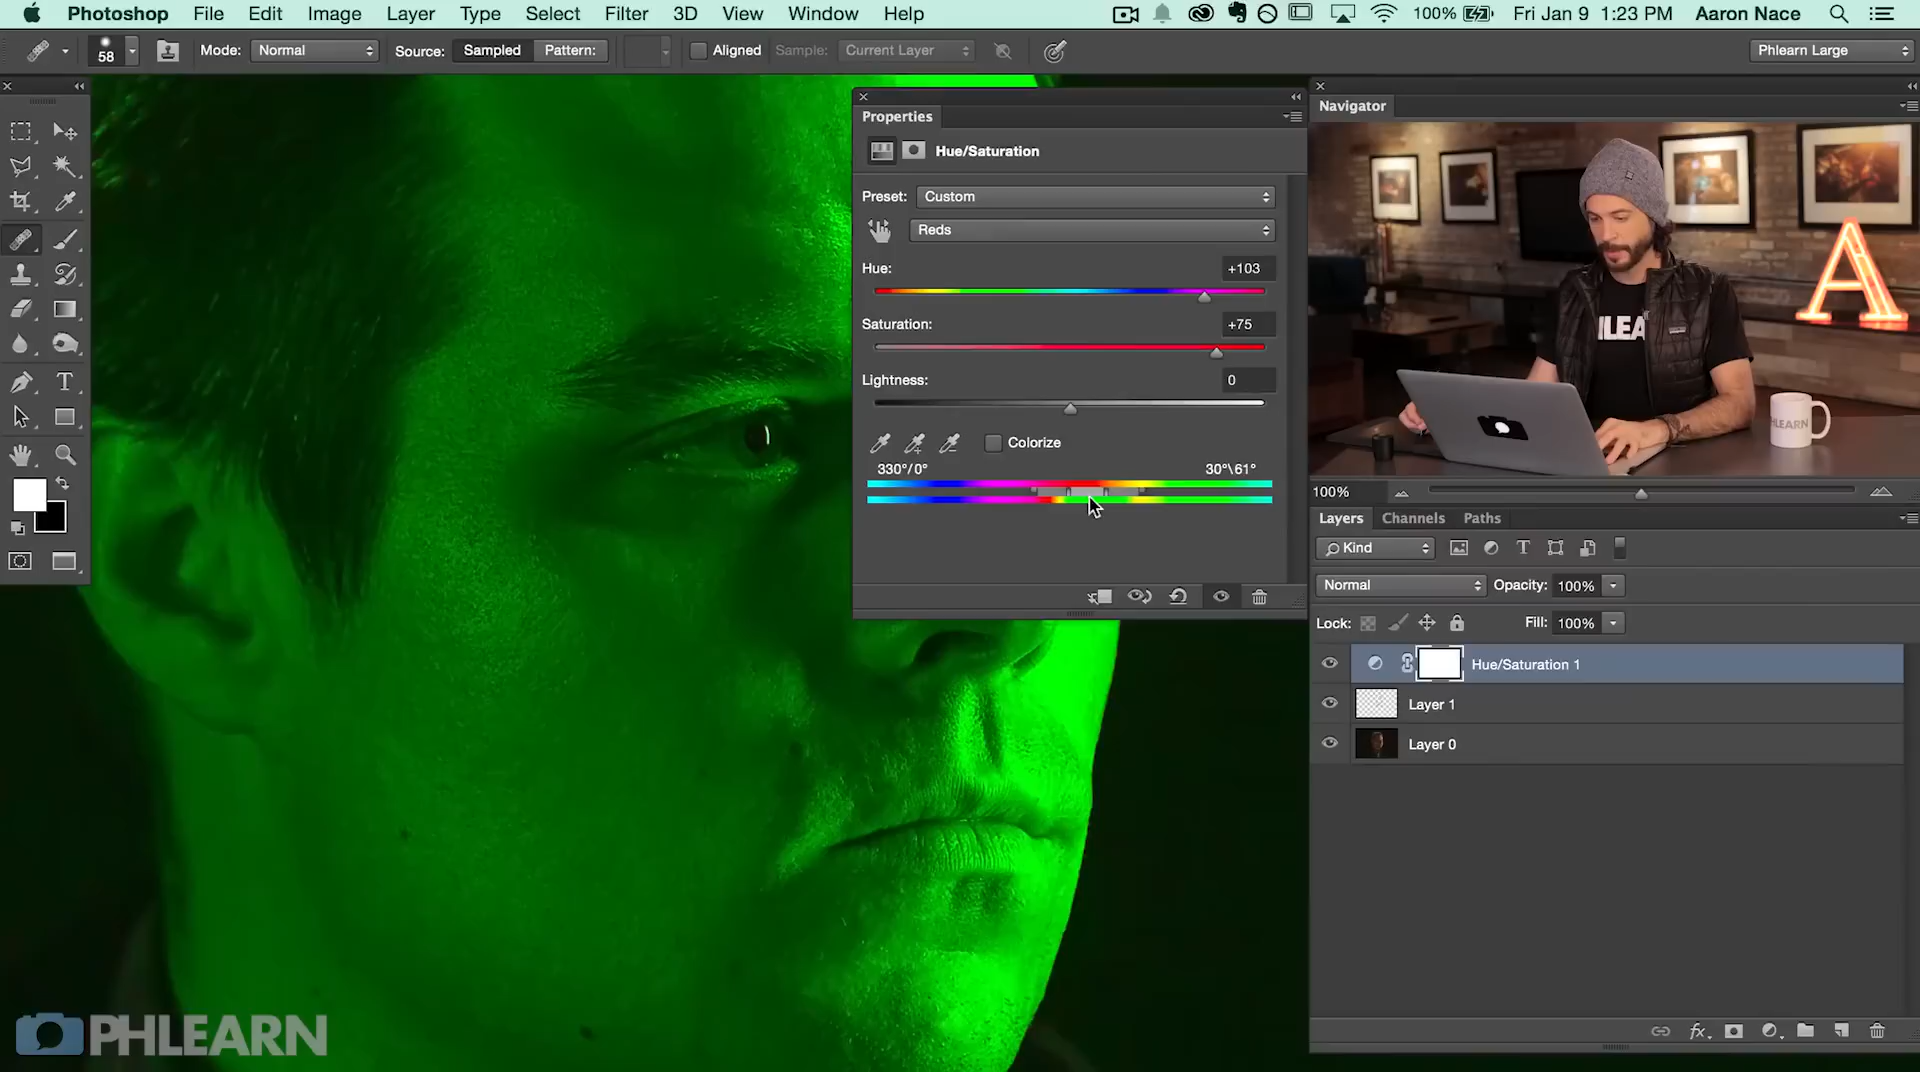 Photoshop File Edit Image Layer Type Select Filter 3D View Window Help 100% Fri Jan 9 1:23 PM Aaron Nace
58 Mode: Normal Source: Sampled Pattern: Aligned Sample: Current Layer Phlearn Large
Properties
Hue/Saturation
Preset: Custom
Reds
Hue: +103
Saturation: +75
Lightness: 0
Colorize
330°/0° 30°\61°
Navigator
A
HLEA
HLEARN
100%
Layers Channels Paths
Kind
Normal Opacity: 100%
Lock: Fill: 100%
Hue/Saturation 1
Layer 1
Layer 0
fx
PHLEARN